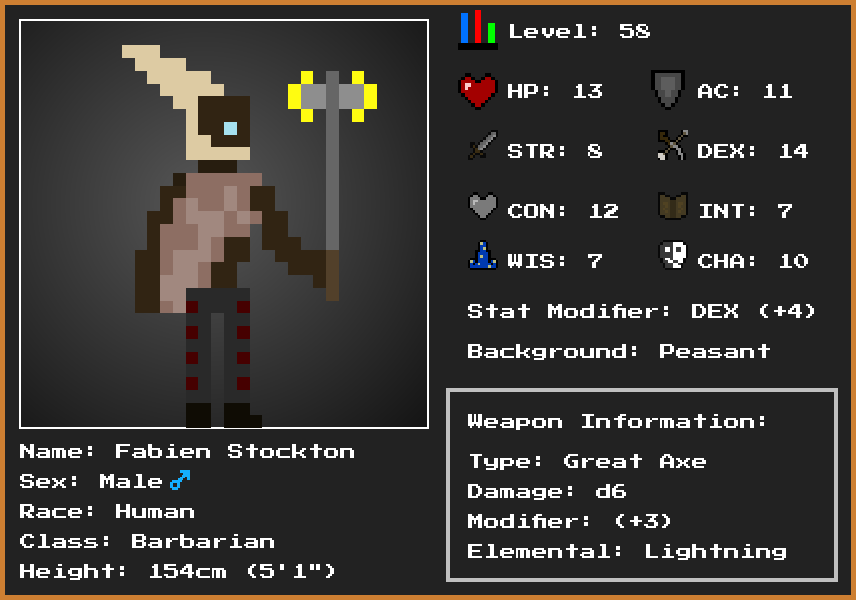 Level: 58
HP: 13
AC: 11
STR: 8
DEX: 14
CON: 12
INT: 7
WIS: 7
CHA: 10
Stat Modifier: DEX (+4)
Background: Peasant
Weapon Information:
Type: Great Axe
Damage: d6
Modifier: (+3)
Elemental: Lightning
Name: Fabien Stockton
Sex: Male ♂
Race: Human
Class: Barbarian
Height: 154cm (5'1")